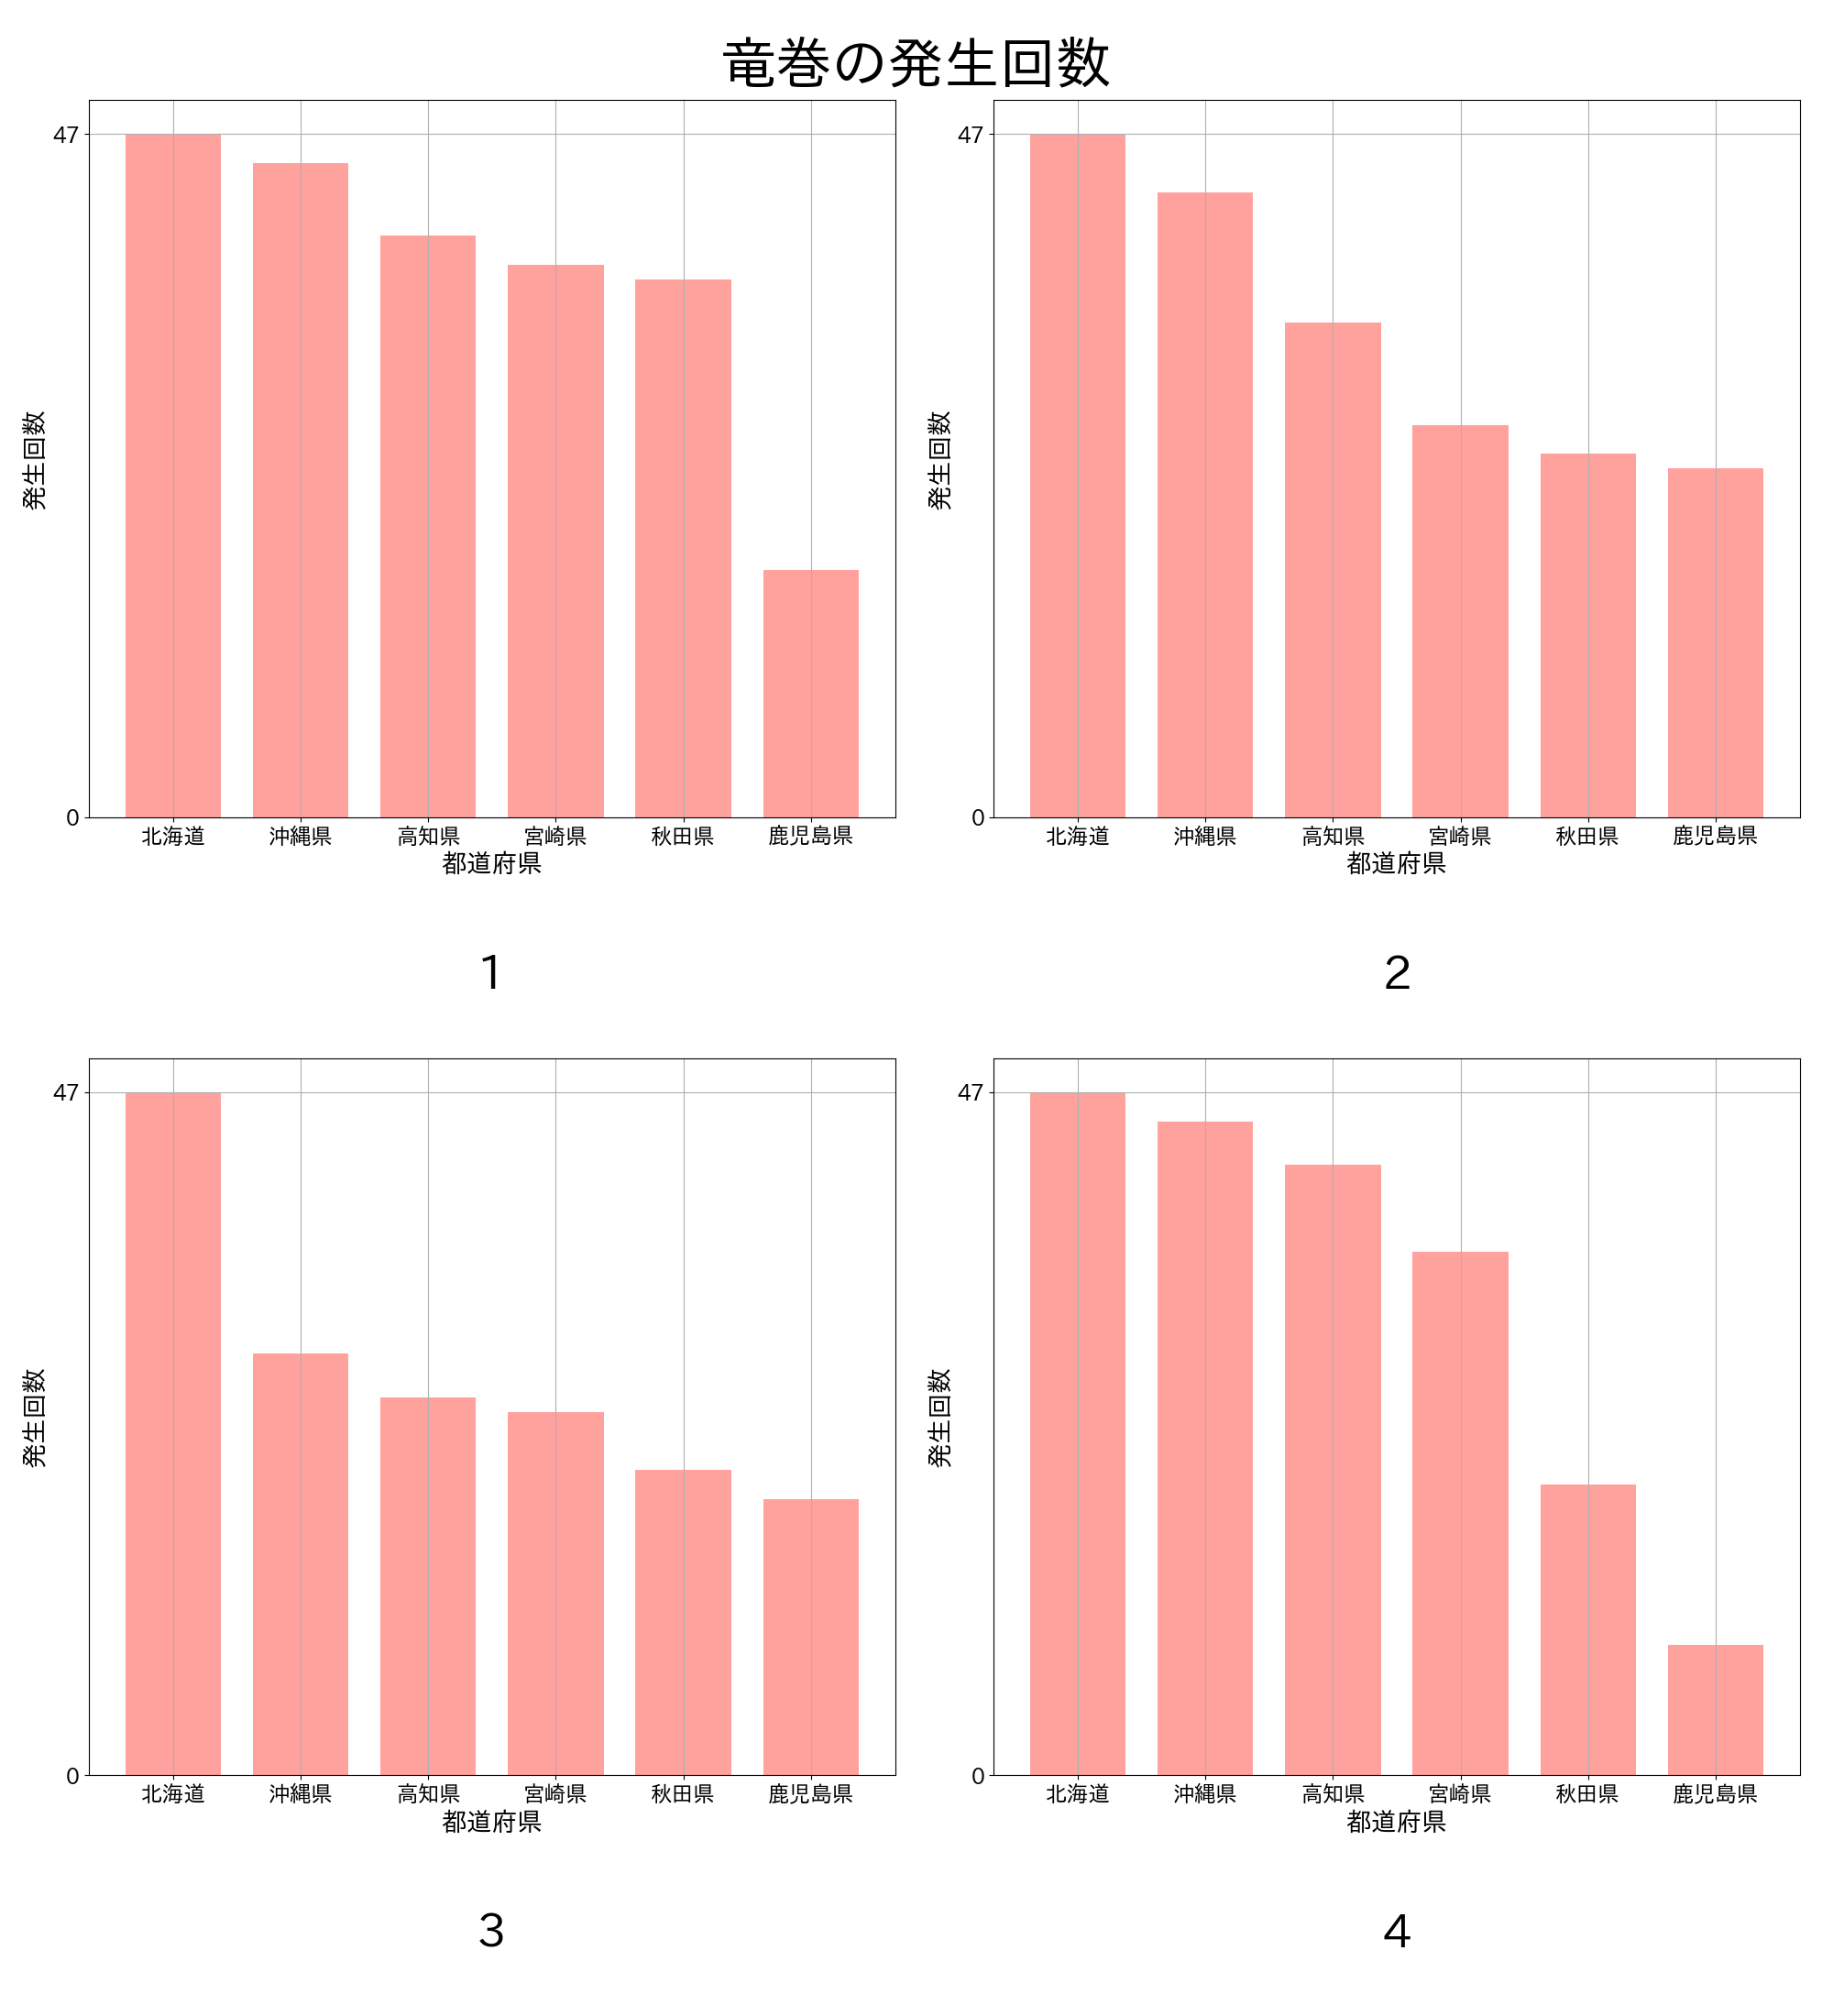 竜巻の発生回数
47
0
発生回数
北海道 沖縄県 高知県 宮崎県 秋田県 鹿児島県
都道府県
1
47
0
発生回数
北海道 沖縄県 高知県 宮崎県 秋田県 鹿児島県
都道府県
2
47
0
発生回数
北海道 沖縄県 高知県 宮崎県 秋田県 鹿児島県
都道府県
3
47
0
発生回数
北海道 沖縄県 高知県 宮崎県 秋田県 鹿児島県
都道府県
4